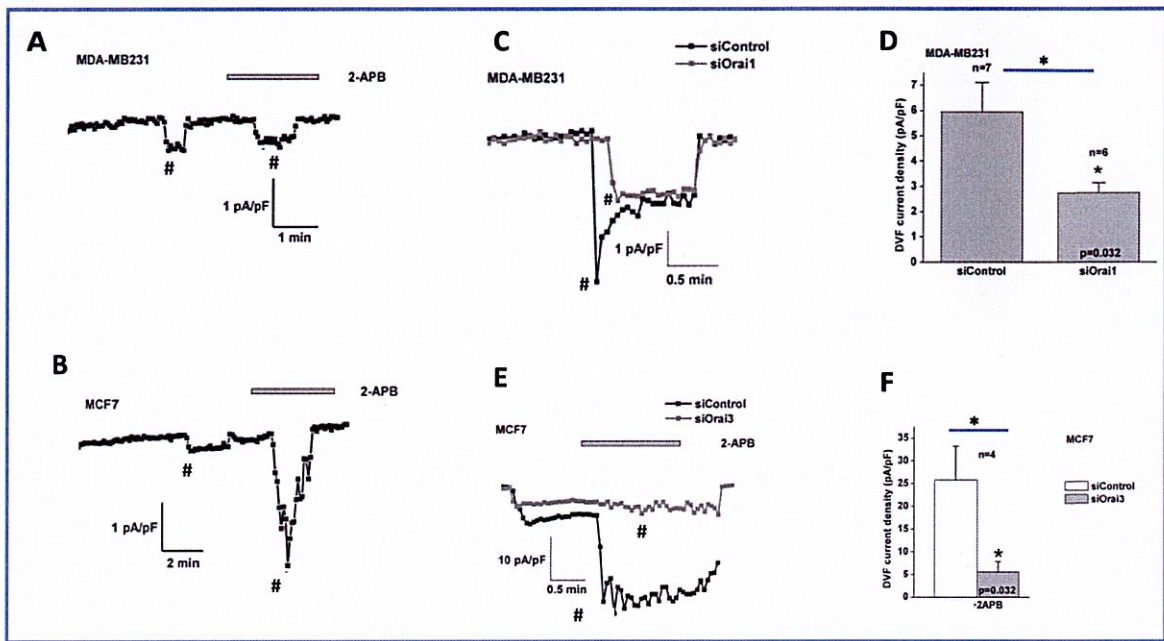 A
MDA-MB231
2-APB
#
#
1 pA/pF
1 min
B
MCF7
2-APB
#
#
1 pA/pF
2 min
C
siControl
siOrai1
MDA-MB231
#
#
1 pA/pF
0.5 min
D
MDA-MB231
n=7
*
n=6
*
p=0.032
DVF current density (pA/pF)
7
6
5
4
3
2
1
0
siControl
siOrai1
E
siControl
siOrai3
MCF7
2-APB
#
#
10 pA/pF
0.5 min
F
*
MCF7
n=4
siControl
siOrai3
*
p=0.032
DVF current density (pA/pF)
35
30
25
20
15
10
5
0
-2APB